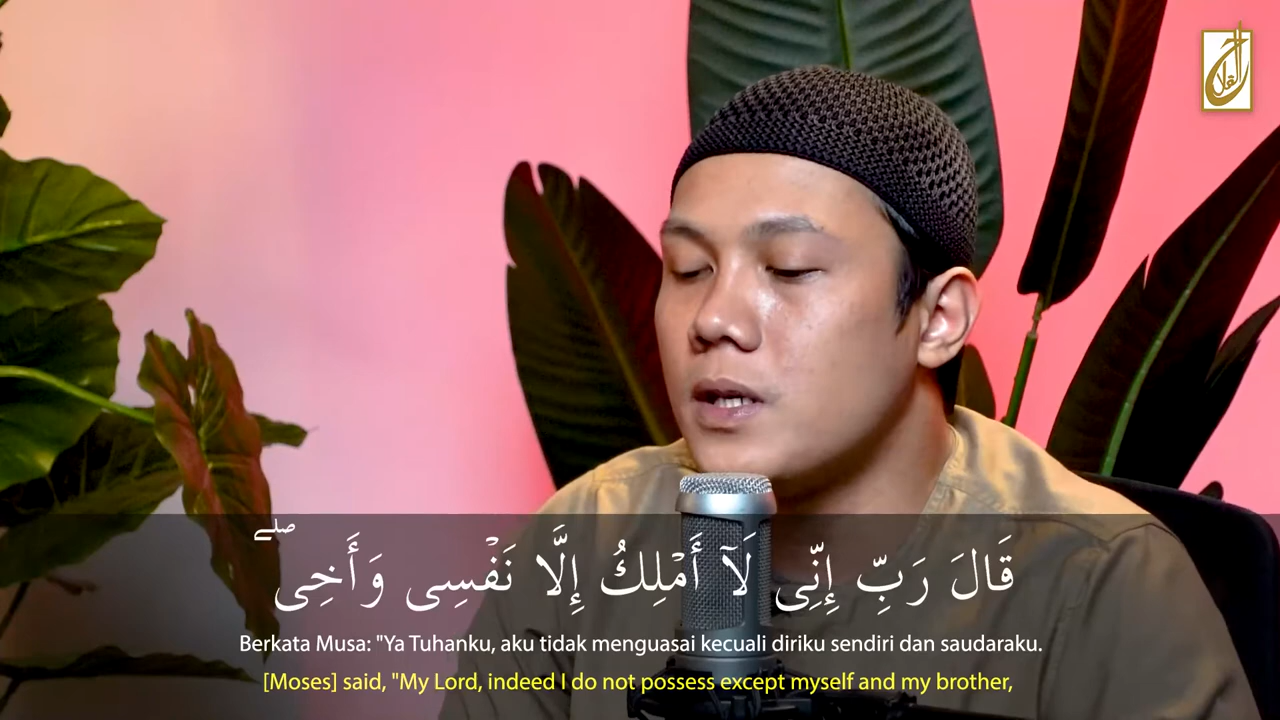 قَالَ رَبِّ إِنِّى لَآ أَمْلِكُ إِلَّا نَفْسِى وَأَخِى ۖ
Berkata Musa: "Ya Tuhanku, aku tidak menguasai kecuali diriku sendiri dan saudaraku.
[Moses] said, "My Lord, indeed I do not possess except myself and my brother,